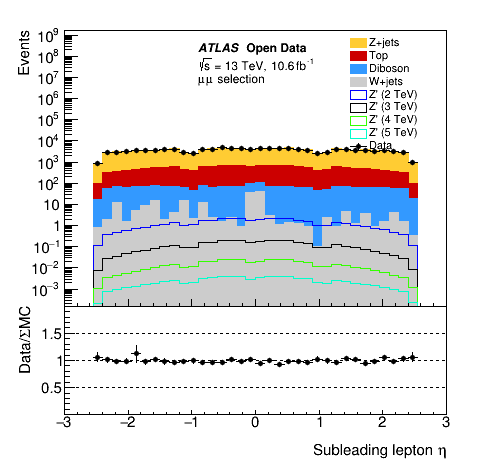 Events
10⁹
10⁸
10⁷
10⁶
10⁵
10⁴
10³
10²
10
1
10⁻¹
10⁻²
10⁻³
ATLAS Open Data
√s = 13 TeV, 10.6 fb⁻¹
μμ selection
Z+jets
Top
Diboson
W+jets
Z' (2 TeV)
Z' (3 TeV)
Z' (4 TeV)
Z' (5 TeV)
Data
Data/ΣMC
1.5
1
0.5
−3 −2 −1 0 1 2 3
Subleading lepton η